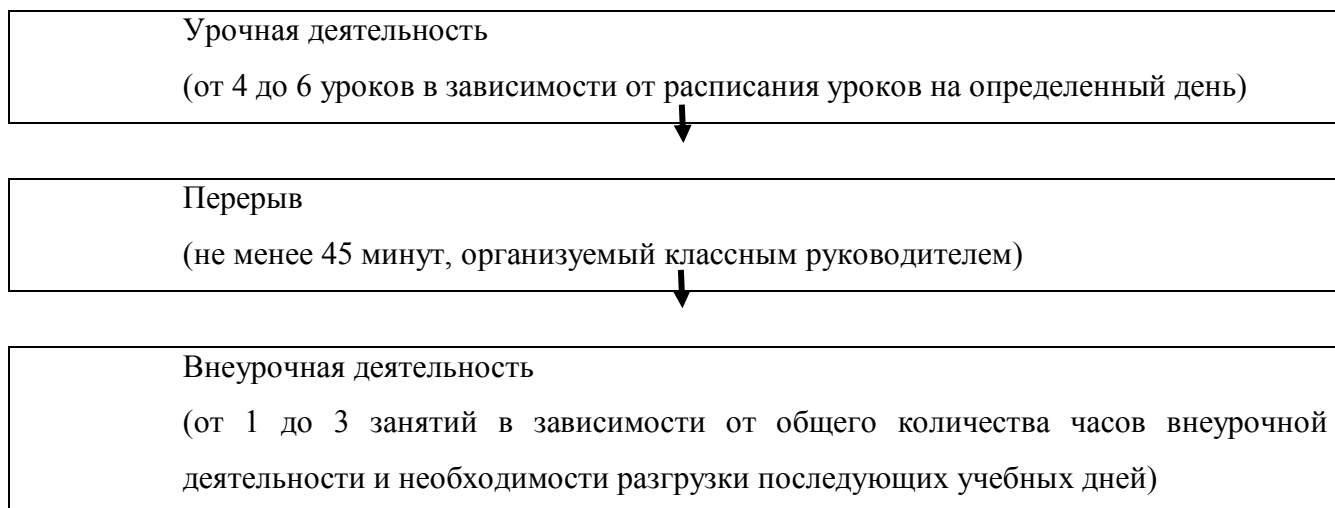 Урочная деятельность
(от 4 до 6 уроков в зависимости от расписания уроков на определенный день)
Перерыв
(не менее 45 минут, организуемый классным руководителем)
Внеурочная деятельность
(от 1 до 3 занятий в зависимости от общего количества часов внеурочной
деятельности и необходимости разгрузки последующих учебных дней)